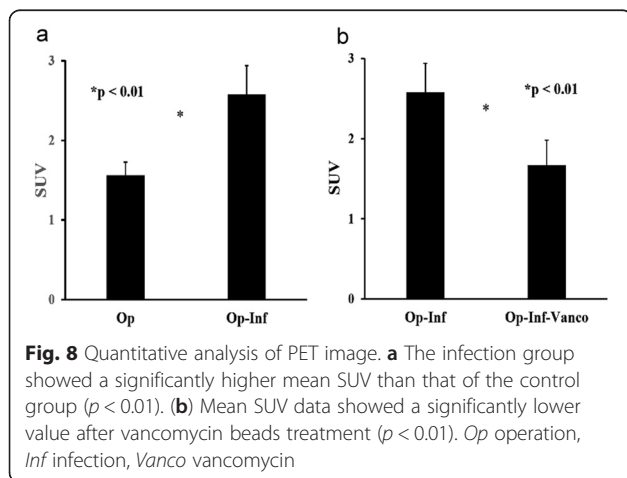 a
b
3
2
1
0
SUV
*p < 0.01
*
Op
Op-Inf
3
2
1
0
SUV
*p < 0.01
*
Op-Inf
Op-Inf-Vanco
Fig. 8 Quantitative analysis of PET image. a The infection group
showed a significantly higher mean SUV than that of the control
group (p < 0.01). (b) Mean SUV data showed a significantly lower
value after vancomycin beads treatment (p < 0.01). Op operation,
Inf infection, Vanco vancomycin